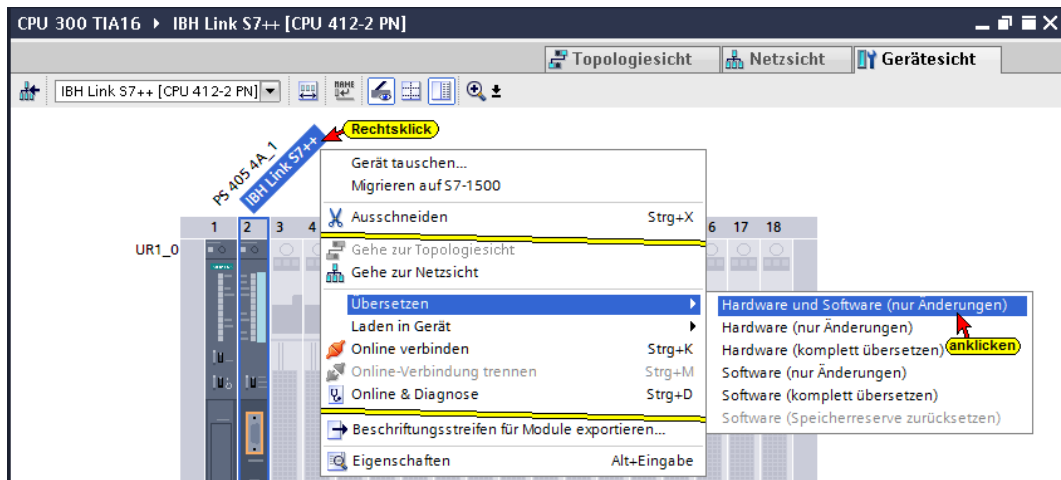 CPU 300 TIA16 ▸ IBH Link S7++ [CPU 412-2 PN]
Topologiesicht Netzsicht Gerätesicht
IBH Link S7++ [CPU 412-2 PN]
Rechtsklick
PS 405 4A_1
IBH Link S7++
Gerät tauschen...
Migrieren auf S7-1500
Ausschneiden Strg+X
1 2 3 4 6 17 18
UR1_0
Gehe zur Topologiesicht
Gehe zur Netzsicht
Übersetzen
Laden in Gerät
Online verbinden Strg+K
Online-Verbindung trennen Strg+M
Online & Diagnose Strg+D
Beschriftungsstreifen für Module exportieren...
Eigenschaften Alt+Eingabe
Hardware und Software (nur Änderungen)
Hardware (nur Änderungen)
Hardware (komplett übersetzen)
anklicken
Software (nur Änderungen)
Software (komplett übersetzen)
Software (Speicherreserve zurücksetzen)